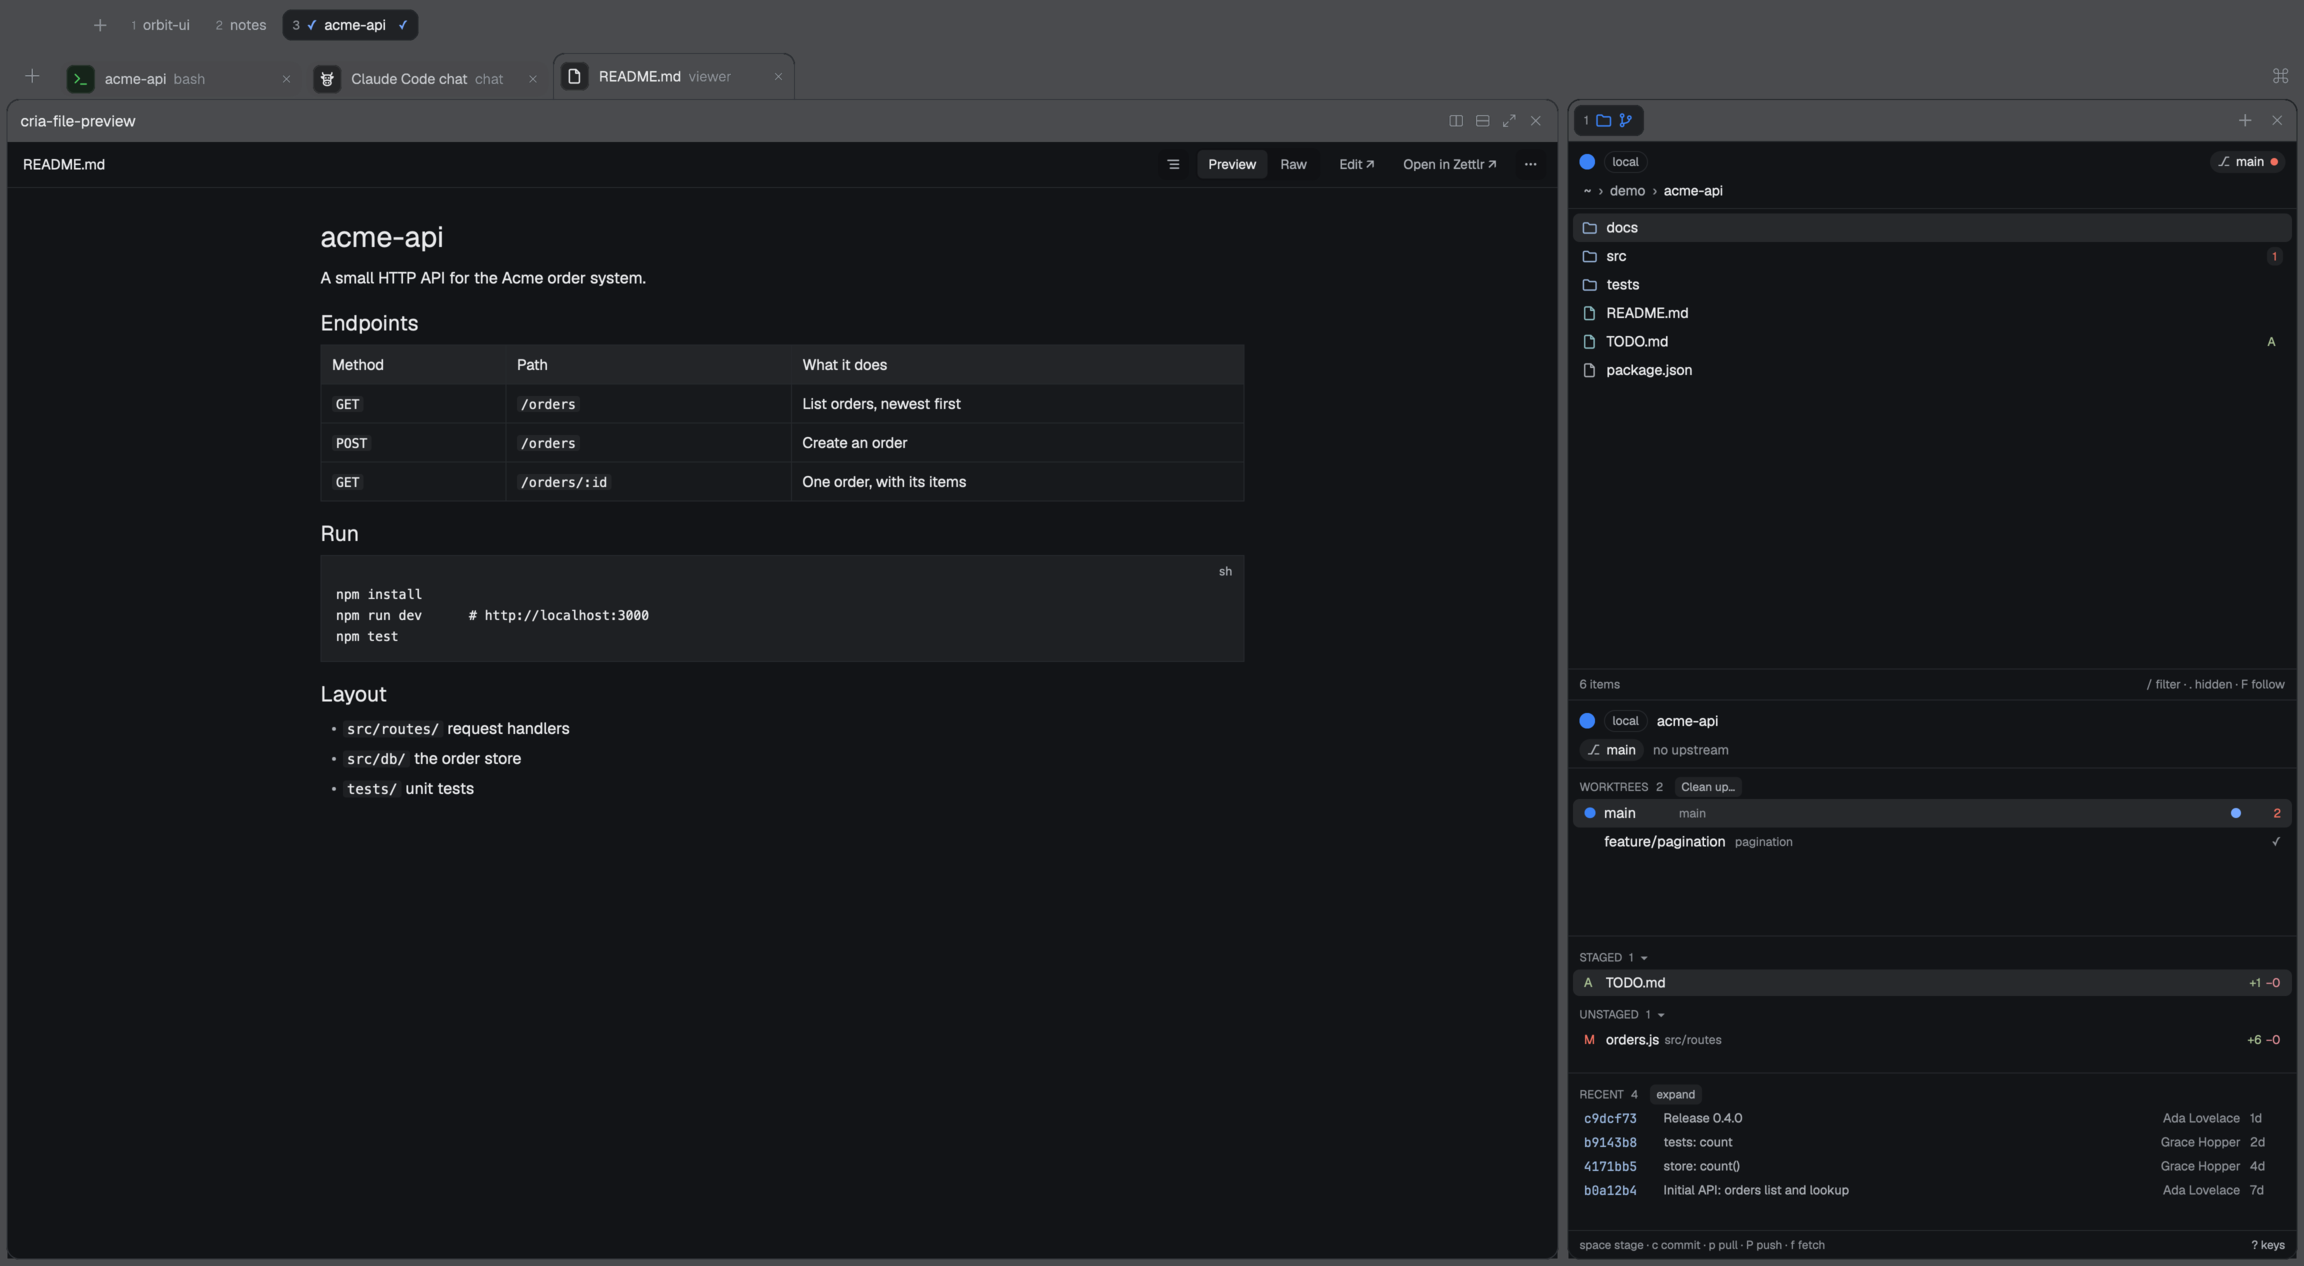 1 orbit-ui 2 notes 3 ✓ acme-api ✓
acme-api bash × Claude Code chat chat × README.md viewer ×
cria-file-preview
README.md Preview Raw Edit ↗ Open in Zettlr ↗ ···
acme-api
A small HTTP API for the Acme order system.
Endpoints
Method Path What it does
GET /orders List orders, newest first
POST /orders Create an order
GET /orders/:id One order, with its items
Run
sh
npm install
npm run dev # http://localhost:3000
npm test
Layout
• src/routes/ request handlers
• src/db/ the order store
• tests/ unit tests
1
local main
~ › demo › acme-api
docs
src 1
tests
README.md
TODO.md A
package.json
6 items / filter · . hidden · F follow
local acme-api
main no upstream
WORKTREES 2 Clean up…
main main 2
feature/pagination pagination ✓
STAGED 1
A TODO.md +1 −0
UNSTAGED 1
M orders.js src/routes +6 −0
RECENT 4 expand
c9dcf73 Release 0.4.0 Ada Lovelace 1d
b9143b8 tests: count Grace Hopper 2d
4171bb5 store: count() Grace Hopper 4d
b0a12b4 Initial API: orders list and lookup Ada Lovelace 7d
space stage · c commit · p pull · P push · f fetch ? keys